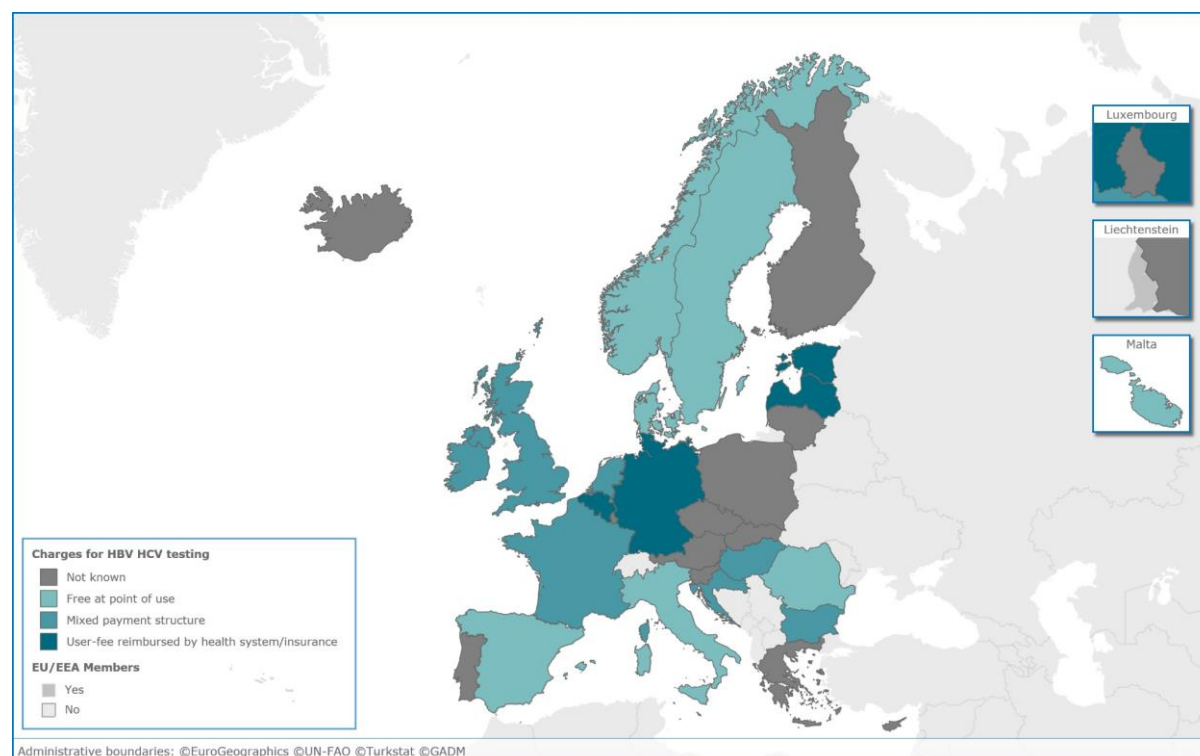 Luxembourg
Liechtenstein
Malta
Charges for HBV HCV testing
Not known
Free at point of use
Mixed payment structure
User-fee reimbursed by health system/insurance
EU/EEA Members
Yes
No
Administrative boundaries: ©EuroGeographics ©UN-FAO ©Turkstat ©GADM